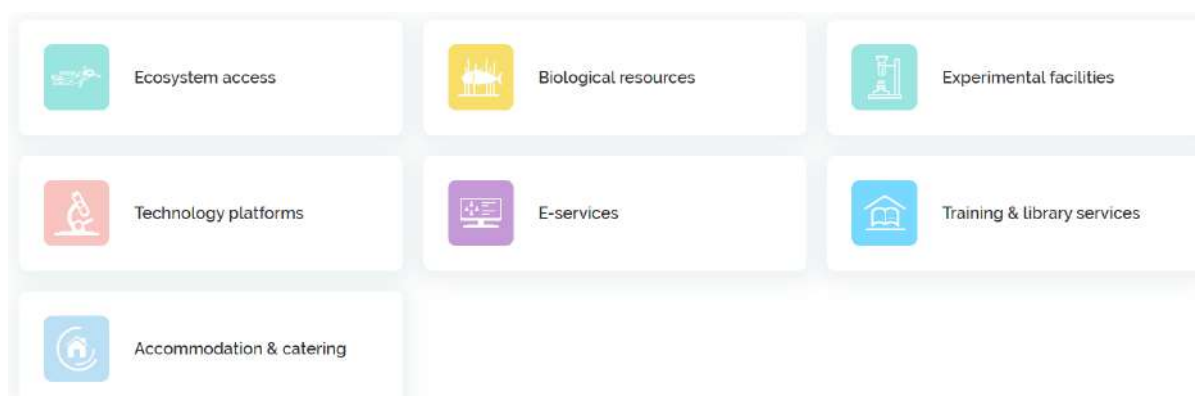 Ecosystem access
Biological resources
Experimental facilities
Technology platforms
E-services
Training & library services
Accommodation & catering